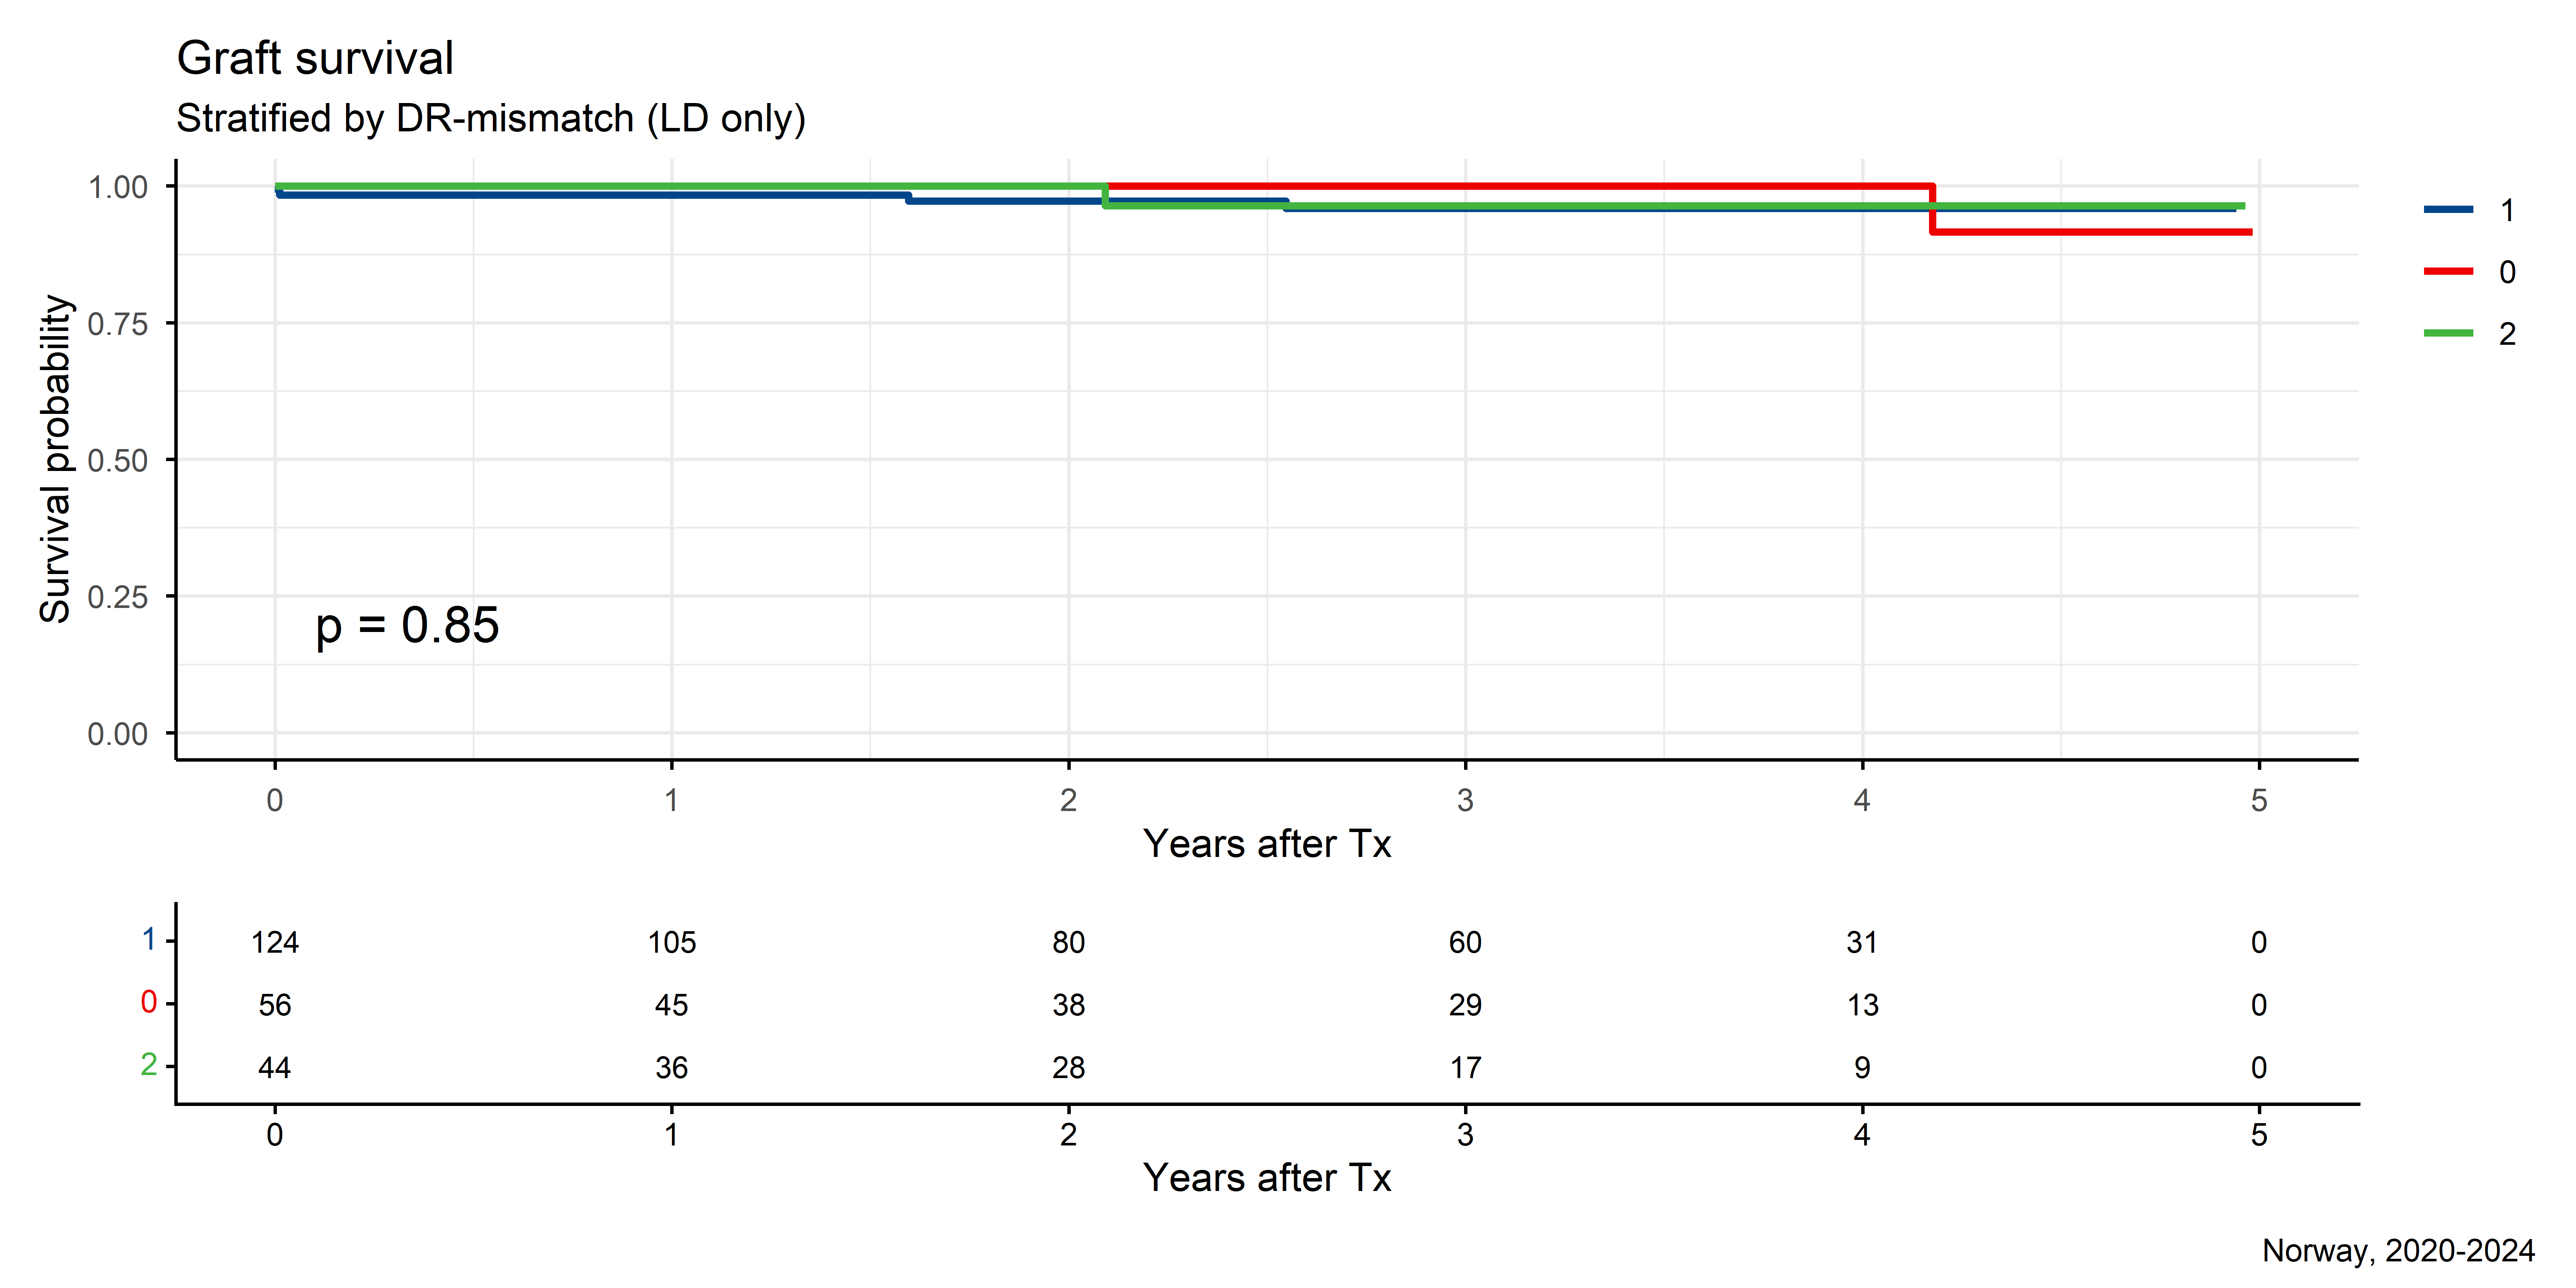 Graft survival
Stratified by DR-mismatch (LD only)
Survival probability
1.00
0.75
0.50
0.25
0.00
p = 0.85
0 1 2 3 4 5
Years after Tx
1
0
2
1 124 105 80 60 31 0
0 56 45 38 29 13 0
2 44 36 28 17 9 0
0 1 2 3 4 5
Years after Tx
Norway, 2020-2024